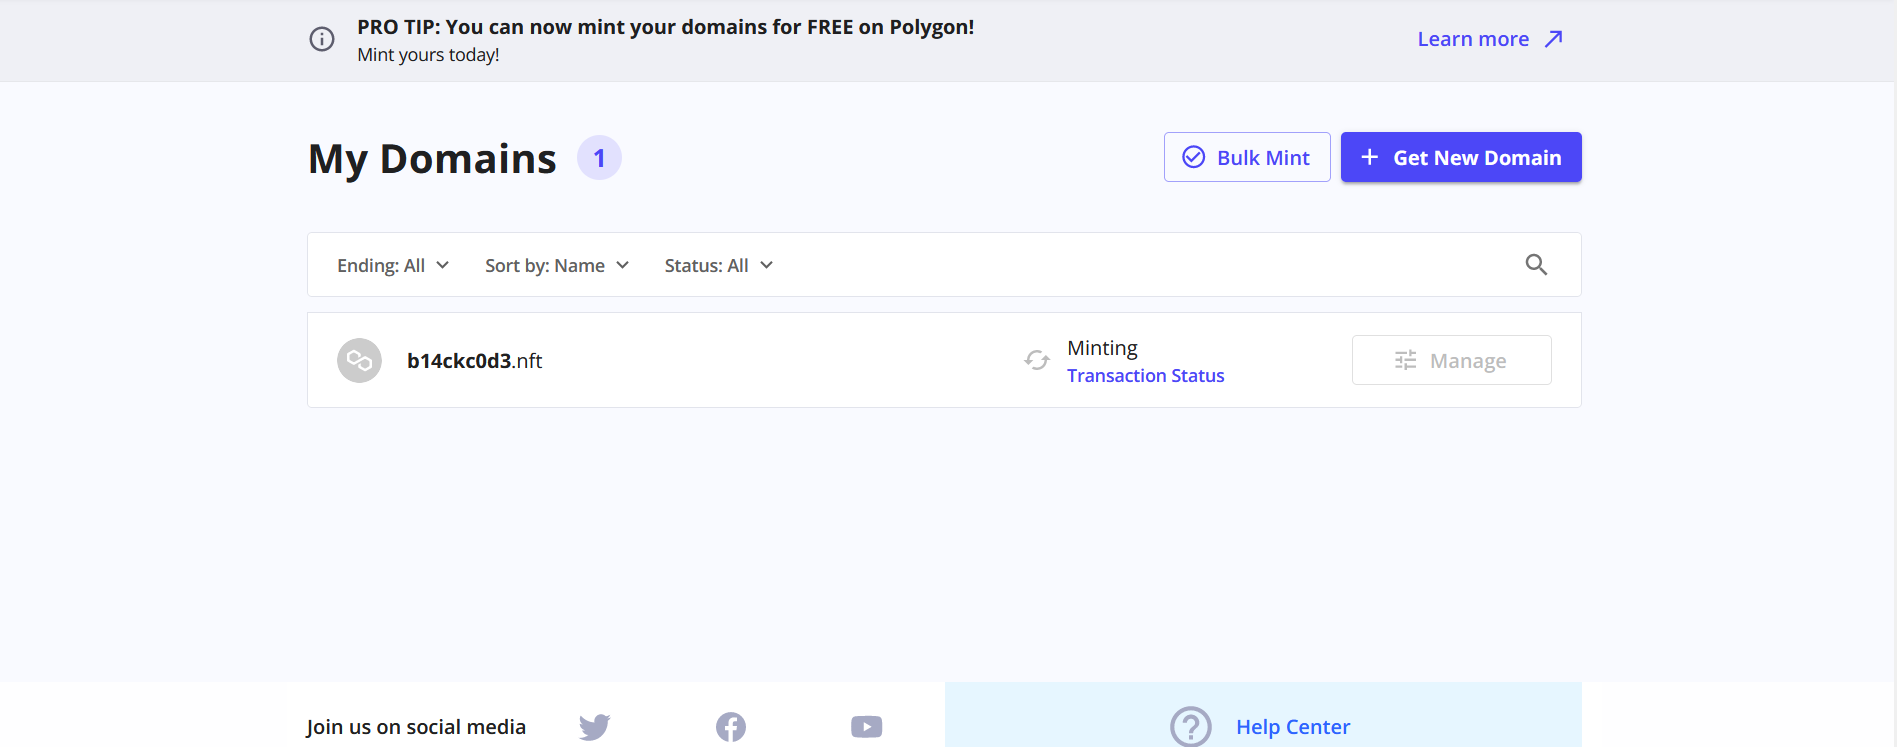 PRO TIP: You can now mint your domains for FREE on Polygon!
Mint yours today!
Learn more
My Domains 1
Bulk Mint
Get New Domain
Ending: All
Sort by: Name
Status: All
b14ckc0d3.nft
Minting
Transaction Status
Manage
Join us on social media
Help Center